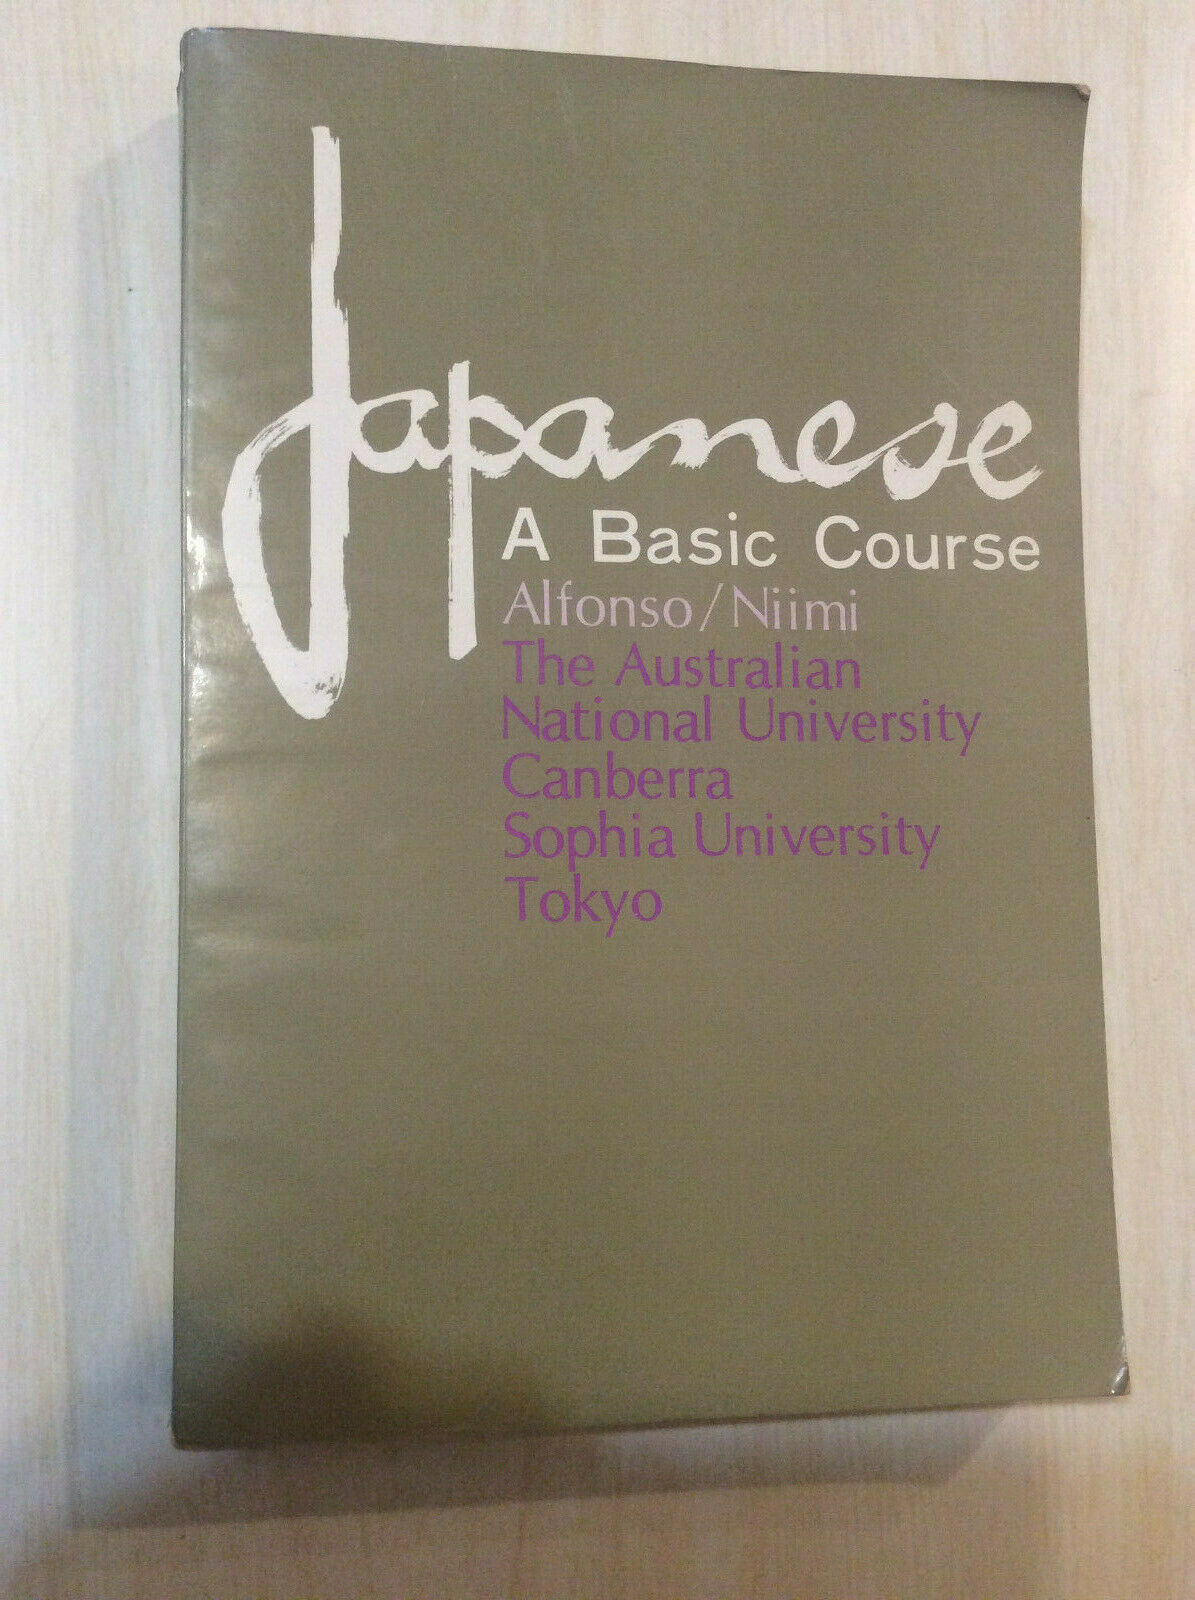 Japanese
A Basic Course
Alfonso/Niimi
The Australian
National University
Canberra
Sophia University
Tokyo